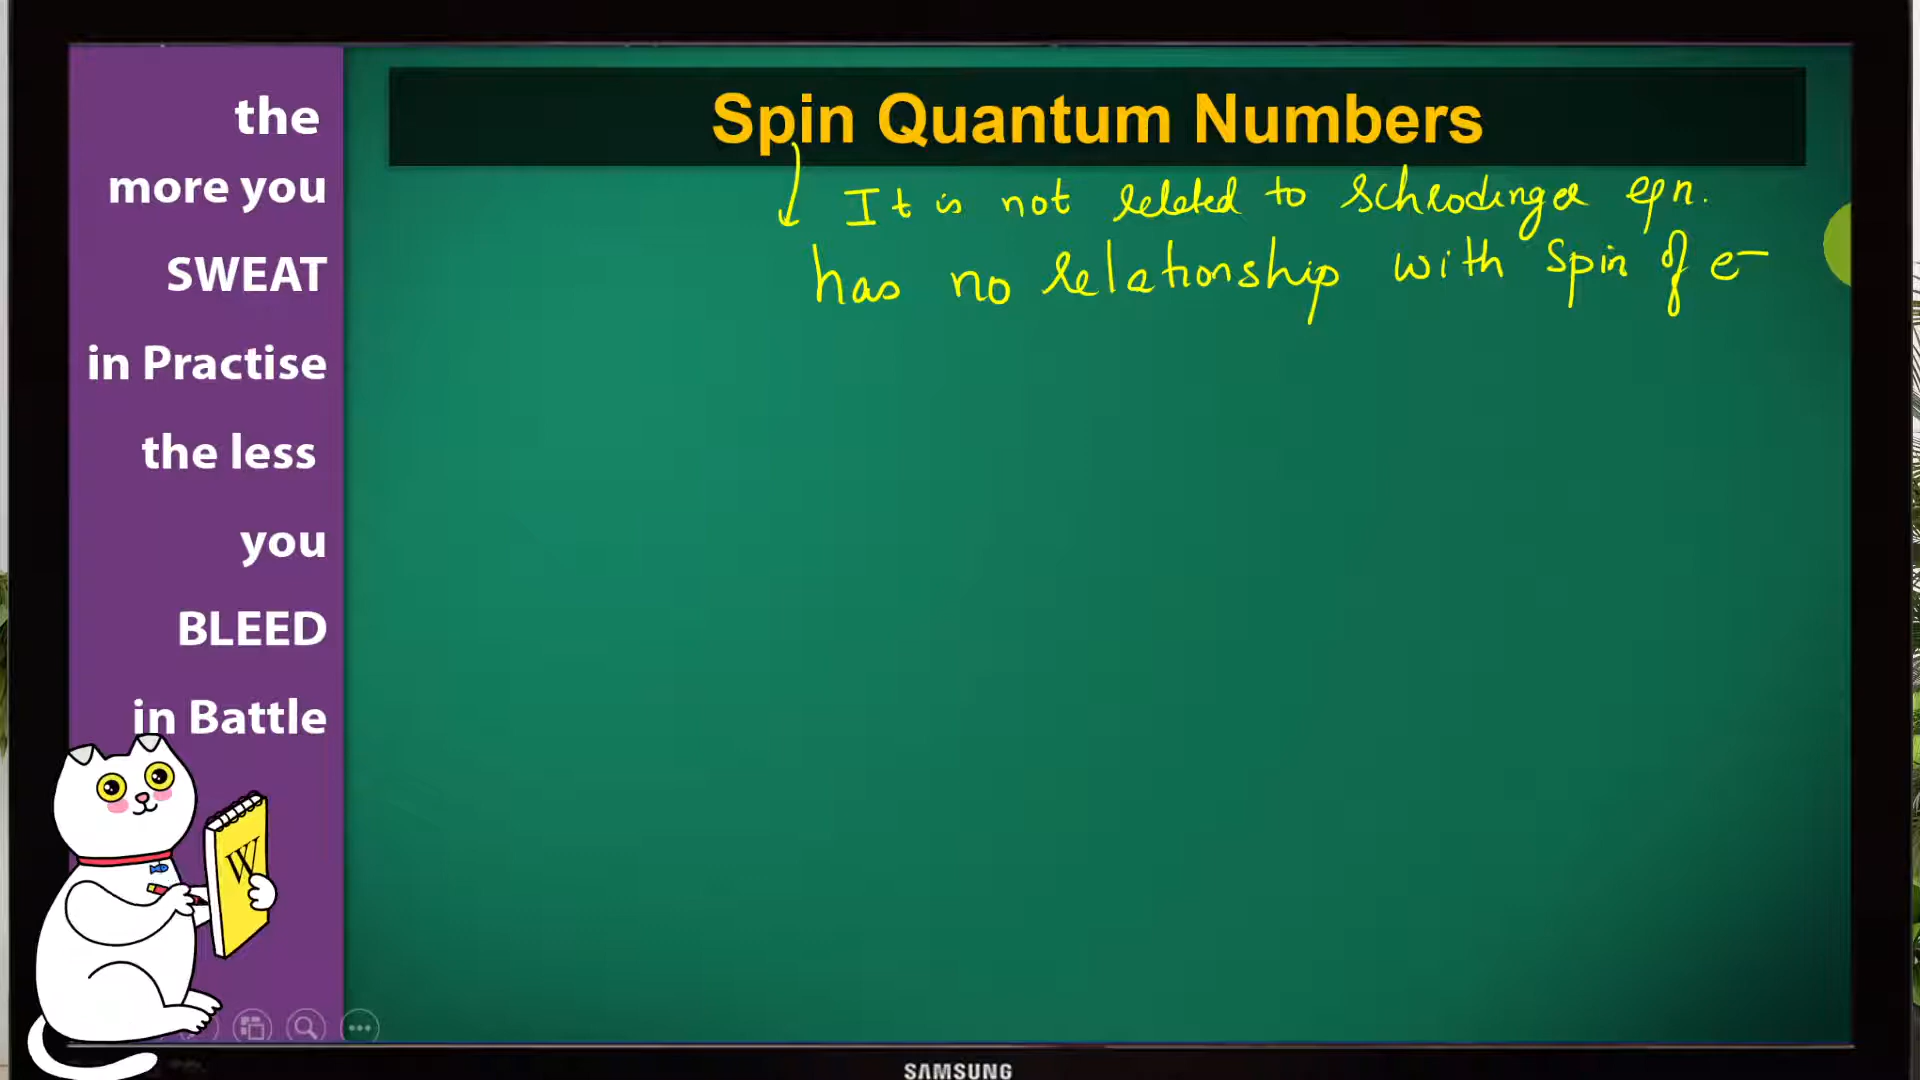 Spin Quantum Numbers
It is not related to Schrodinger eqn.
has no relationship with spin of e⁻
the
more you
SWEAT
in Practise
the less
you
BLEED
in Battle
W
SAMSUNG